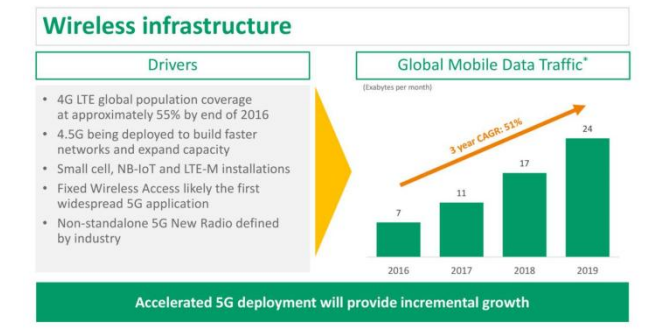 Wireless infrastructure
Drivers
• 4G LTE global population coverage
at approximately 55% by end of 2016
• 4.5G being deployed to build faster
networks and expand capacity
• Small cell, NB-IoT and LTE-M installations
• Fixed Wireless Access likely the first
widespread 5G application
• Non-standalone 5G New Radio defined
by industry
Global Mobile Data Traffic*
(Exabytes per month)
3 year CAGR: 51%
7
11
17
24
2016
2017
2018
2019
Accelerated 5G deployment will provide incremental growth